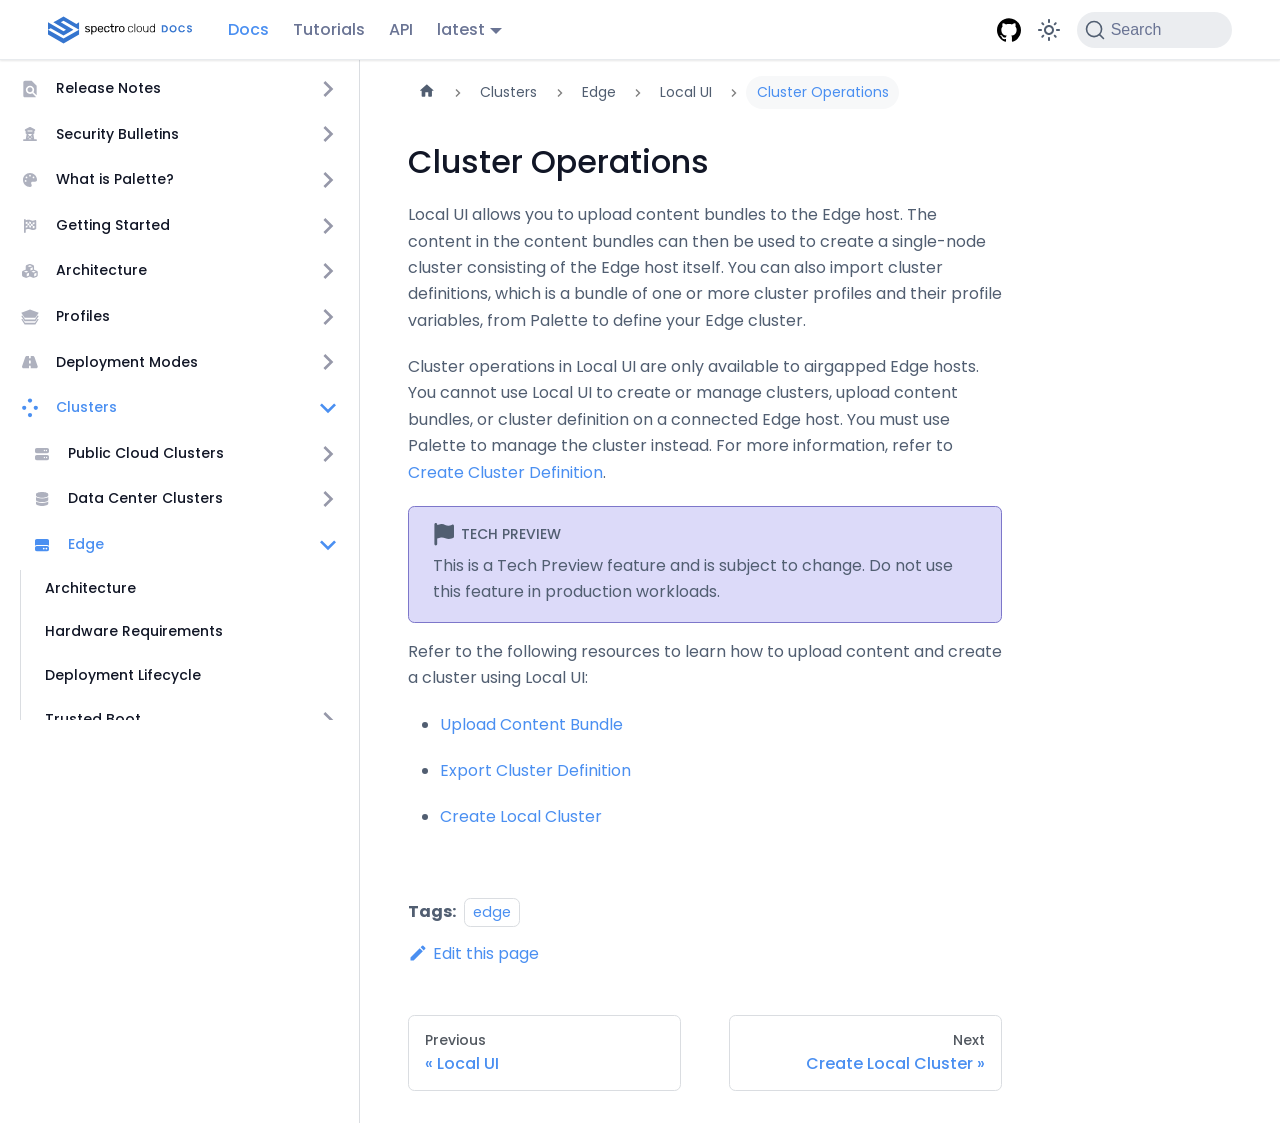 spectro cloud DOCS
Docs
Tutorials
API
latest
Search
Release Notes
Security Bulletins
What is Palette?
Getting Started
Architecture
Profiles
Deployment Modes
Clusters
Public Cloud Clusters
Data Center Clusters
Edge
Architecture
Hardware Requirements
Deployment Lifecycle
Trusted Boot
Clusters
Edge
Local UI
Cluster Operations
Cluster Operations
Local UI allows you to upload content bundles to the Edge host. The
content in the content bundles can then be used to create a single-node
cluster consisting of the Edge host itself. You can also import cluster
definitions, which is a bundle of one or more cluster profiles and their profile
variables, from Palette to define your Edge cluster.
Cluster operations in Local UI are only available to airgapped Edge hosts.
You cannot use Local UI to create or manage clusters, upload content
bundles, or cluster definition on a connected Edge host. You must use
Palette to manage the cluster instead. For more information, refer to
Create Cluster Definition.
TECH PREVIEW
This is a Tech Preview feature and is subject to change. Do not use
this feature in production workloads.
Refer to the following resources to learn how to upload content and create
a cluster using Local UI:
Upload Content Bundle
Export Cluster Definition
Create Local Cluster
Tags: edge
Edit this page
Previous
« Local UI
Next
Create Local Cluster »